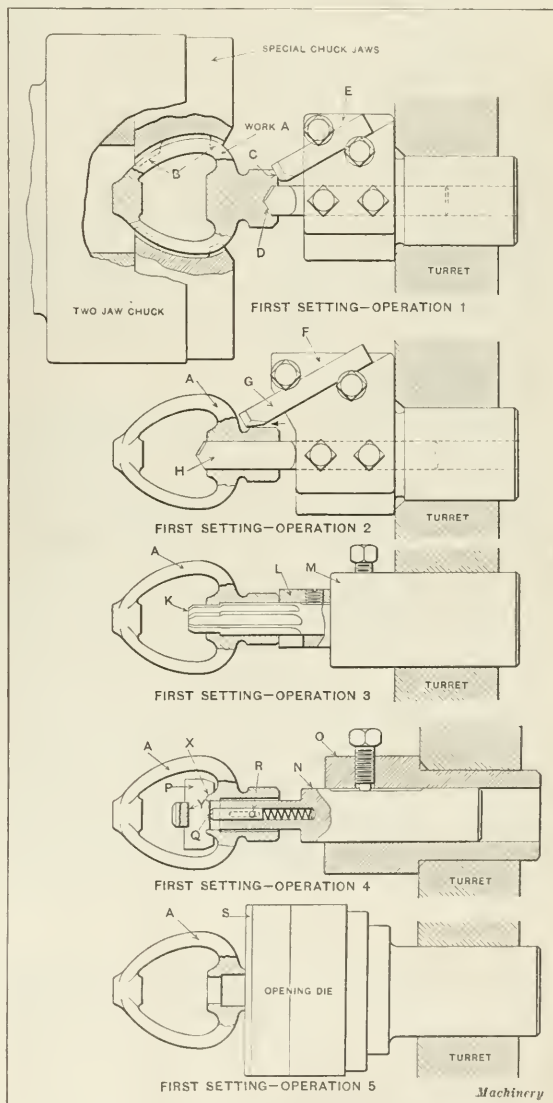 SPECIAL CHUCK JAWS
E
WORK A
C
B
D
TURRET
TWO JAW CHUCK
FIRST SETTING—OPERATION 1
F
A
G
H
TURRET
FIRST SETTING—OPERATION 2
A
L
M
K
TURRET
FIRST SETTING—OPERATION 3
X
O
A
R
N
P
Y
Q
TURRET
FIRST SETTING—OPERATION 4
A
S
OPENING DIE
TURRET
FIRST SETTING—OPERATION 5
Machinery